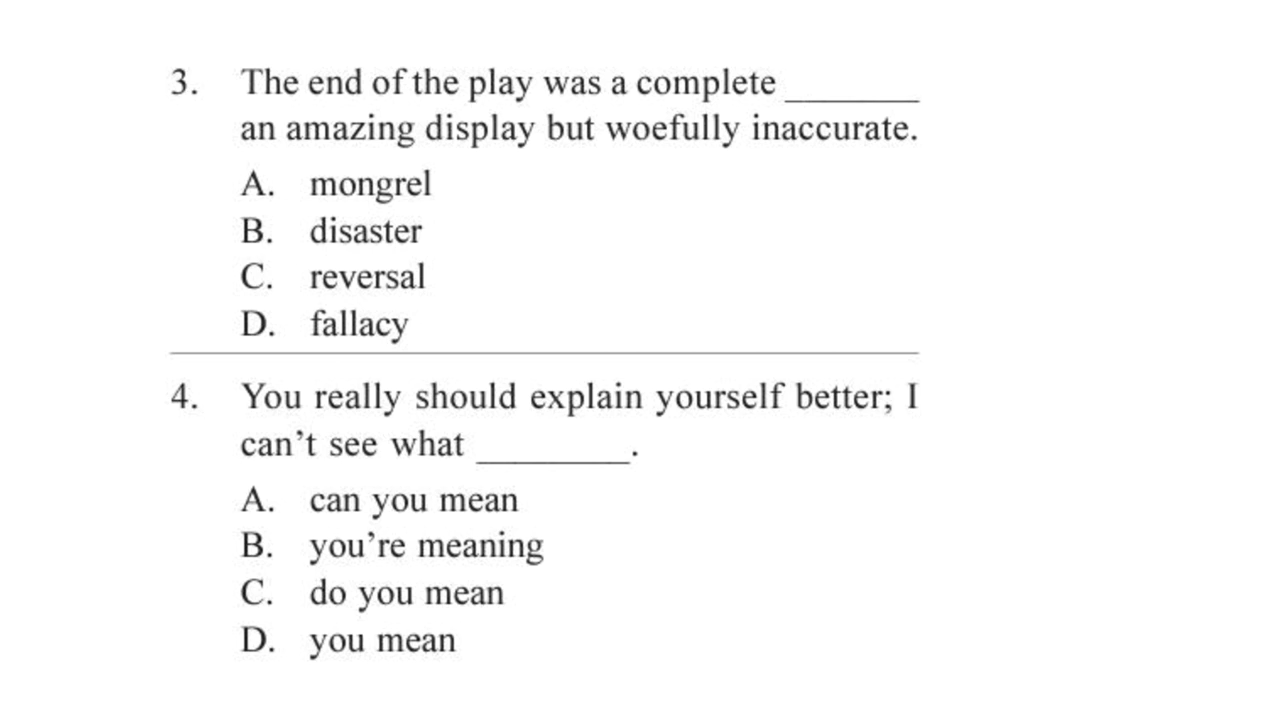 3. The end of the play was a complete _______
an amazing display but woefully inaccurate.
A. mongrel
B. disaster
C. reversal
D. fallacy
4. You really should explain yourself better; I
can’t see what ________.
A. can you mean
B. you’re meaning
C. do you mean
D. you mean